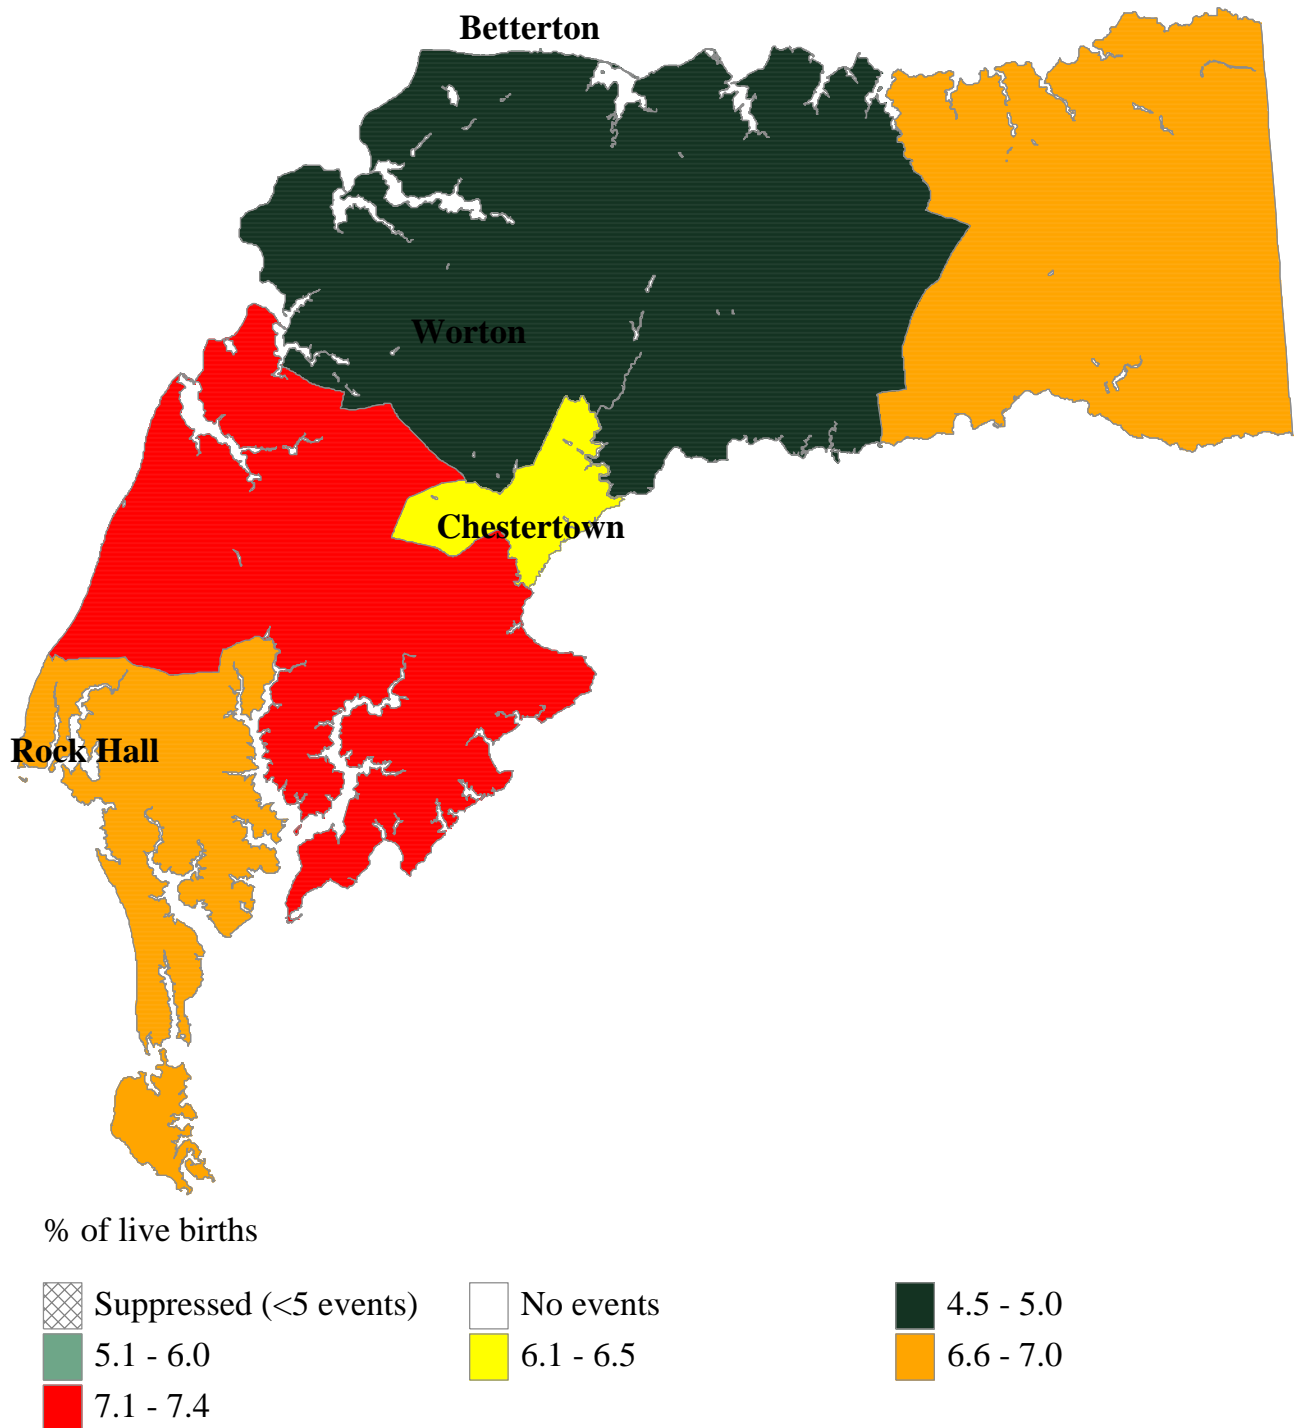 Betterton
Worton
Chestertown
Rock Hall
% of live births
Suppressed (<5 events)
No events
4.5 - 5.0
5.1 - 6.0
6.1 - 6.5
6.6 - 7.0
7.1 - 7.4